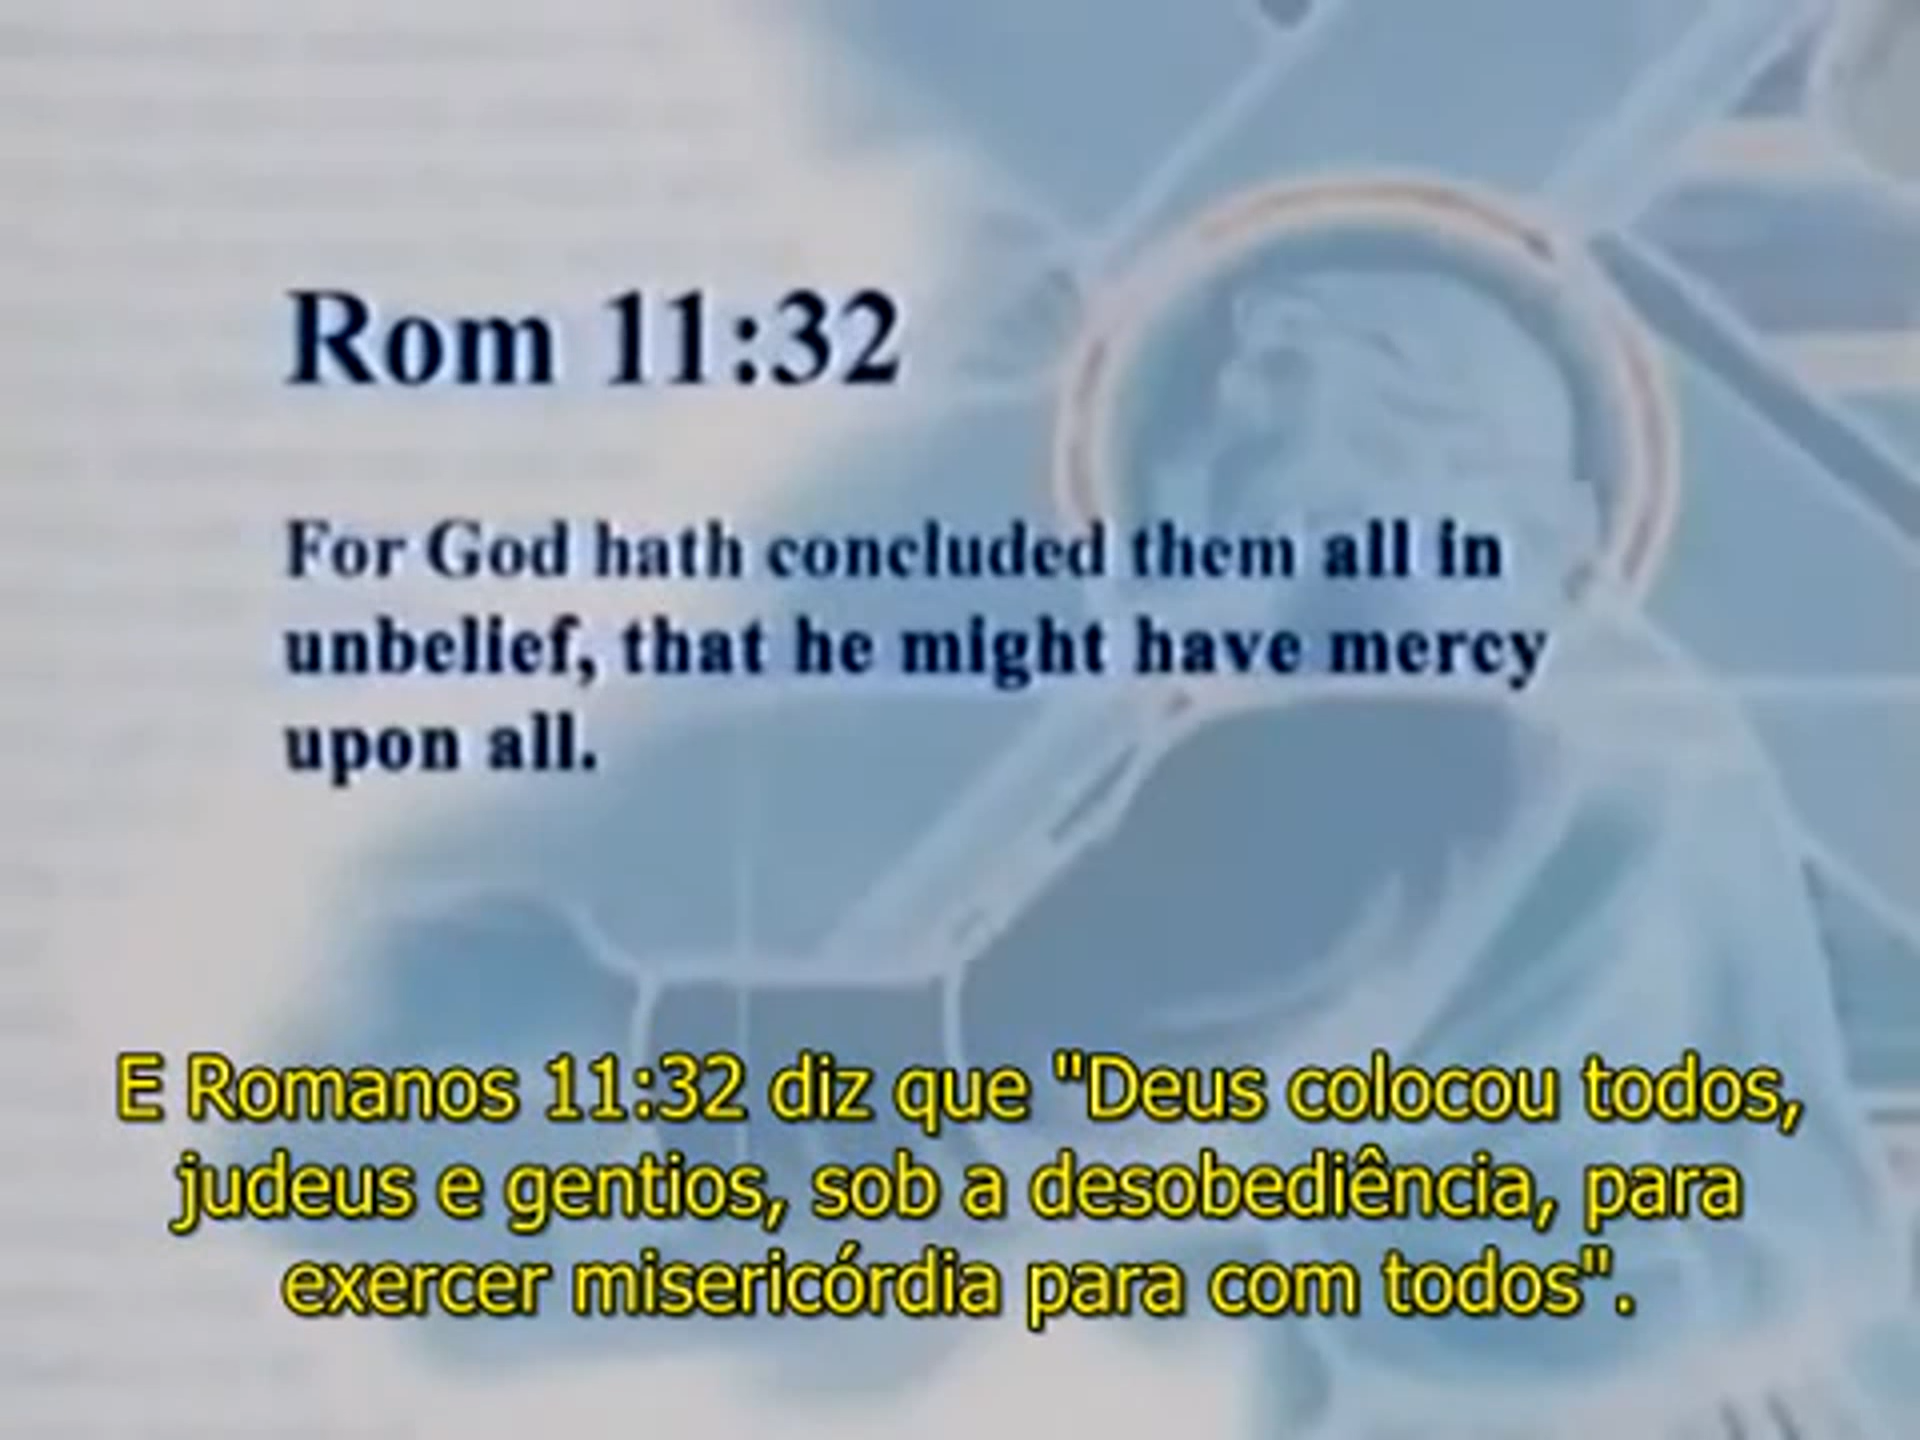 Rom 11:32
For God hath concluded them all in
unbelief, that he might have mercy
upon all.
E Romanos 11:32 diz que "Deus colocou todos,
judeus e gentios, sob a desobediência, para
exercer misericórdia para com todos".